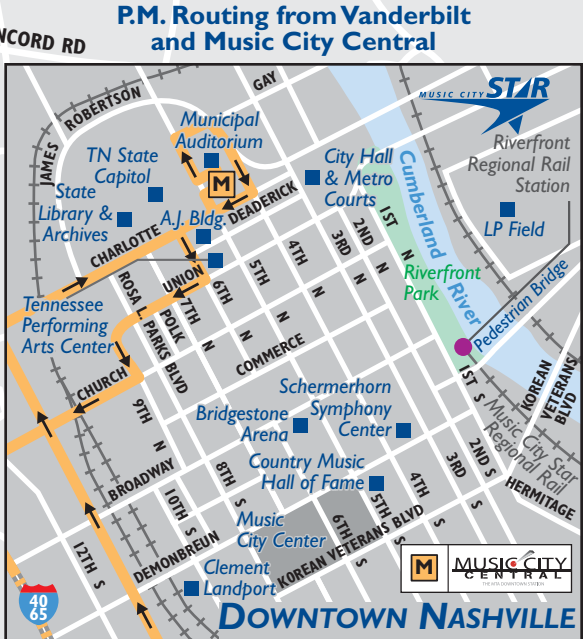 P.M. Routing from Vanderbilt
and Music City Central
NCORD RD
GAY
MUSIC CITY STAR
JAMES
ROBERTSON
Municipal
Auditorium
Riverfront
Regional Rail
Station
TN State
Capitol
City Hall
& Metro
Courts
Cumberland
River
M
State
Library &
Archives
A.J. Bldg.
DEADERICK
LP Field
CHARLOTTE
1ST
N
2ND
N
3RD
N
4TH
N
5TH
N
6TH
N
7TH
N
UNION
Riverfront
Park
ROSA L PARKS BLVD
POLK
Tennessee
Performing
Arts Center
Pedestrian Bridge
COMMERCE
CHURCH
1ST S
KOREAN
VETERANS
BLVD
Schermerhorn
Symphony
Center
9TH
N
Bridgestone
Arena
Music City Star
Regional Rail
2ND S
3RD
S
4TH
S
5TH
S
6TH
S
8TH
S
BROADWAY
Country Music
Hall of Fame
HERMITAGE
10TH S
Music
City Center
KOREAN VETERANS BLVD
12TH S
DEMONBREUN
Clement
Landport
M
MUSIC CITY
CENTRAL
THE MTA DOWNTOWN STATION
40
65
DOWNTOWN NASHVILLE